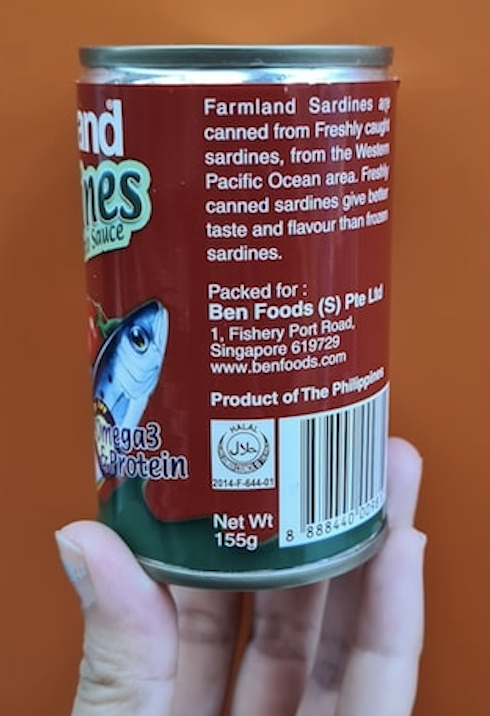 and
nes
Sauce
Omega3
& Protein
Farmland Sardines are
canned from Freshly caught
sardines, from the Western
Pacific Ocean area. Freshly
canned sardines give better
taste and flavour than frozen
sardines.
Packed for :
Ben Foods (S) Pte Ltd
1, Fishery Port Road,
Singapore 619729
www.benfoods.com
Product of The Philippines
HALAL
حلال
2014-F-644-01
Net Wt
155g
8 888440 0098